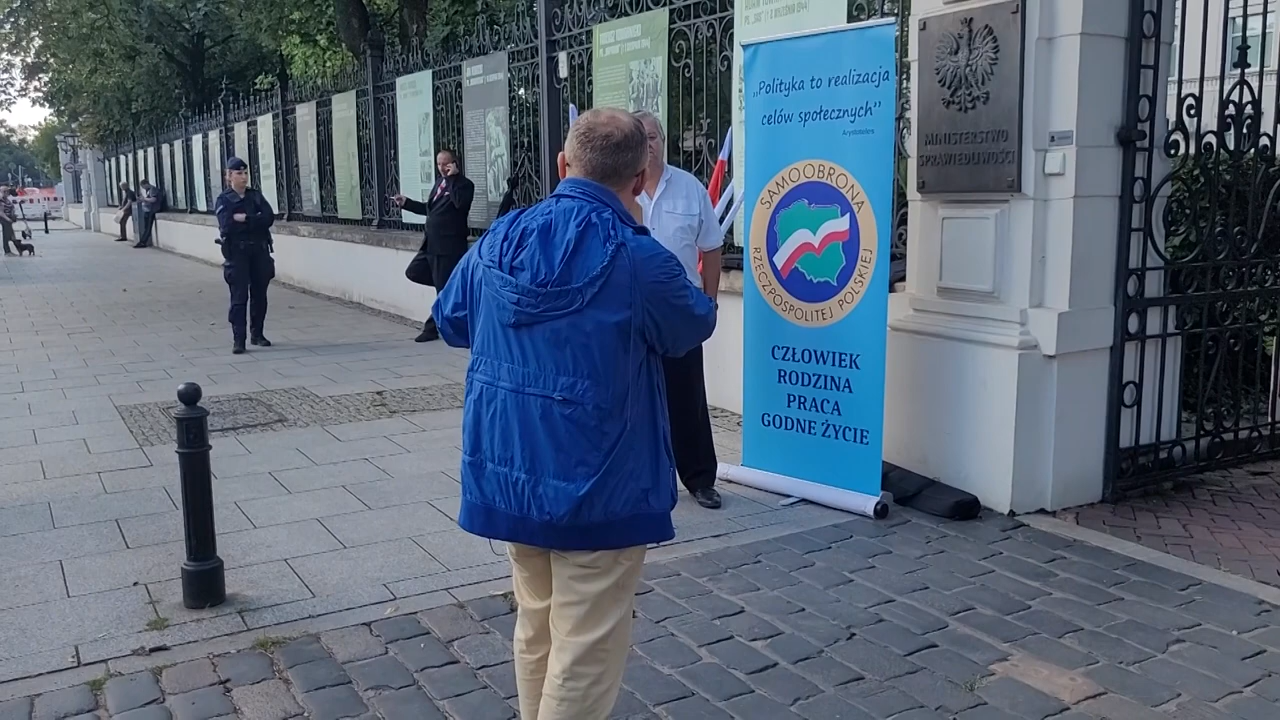 „Polityka to realizacja
celów społecznych”
Arystoteles
SAMOOBRONA
RZECZPOSPOLITEJ POLSKIEJ
CZŁOWIEK
RODZINA
PRACA
GODNE ŻYCIE
MINISTERSTWO
SPRAWIEDLIWOŚCI